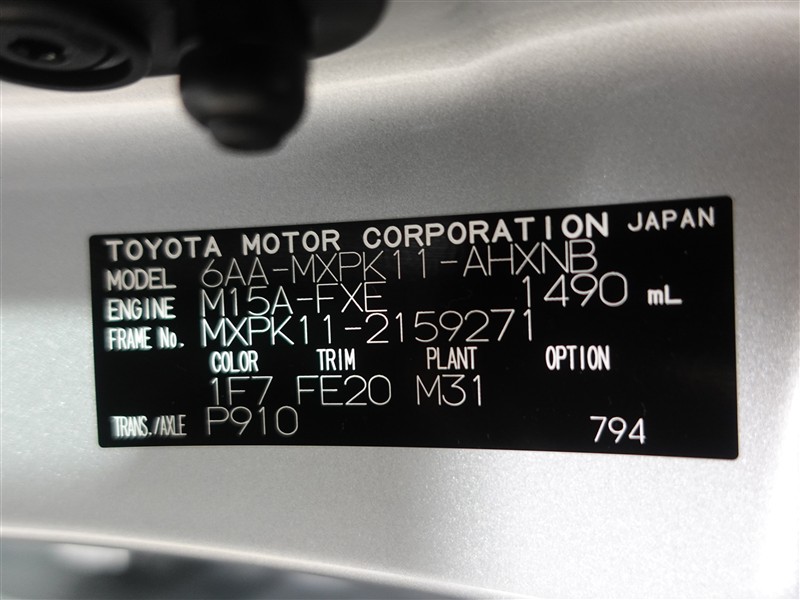 TOYOTA MOTOR CORPORATION JAPAN
MODEL 6AA-MXPK11-AHXNB
ENGINE M15A-FXE 1490 mL
FRAME No. MXPK11-2159271
COLOR TRIM PLANT OPTION
1F7 FE20 M31
TRANS./AXLE P910 794